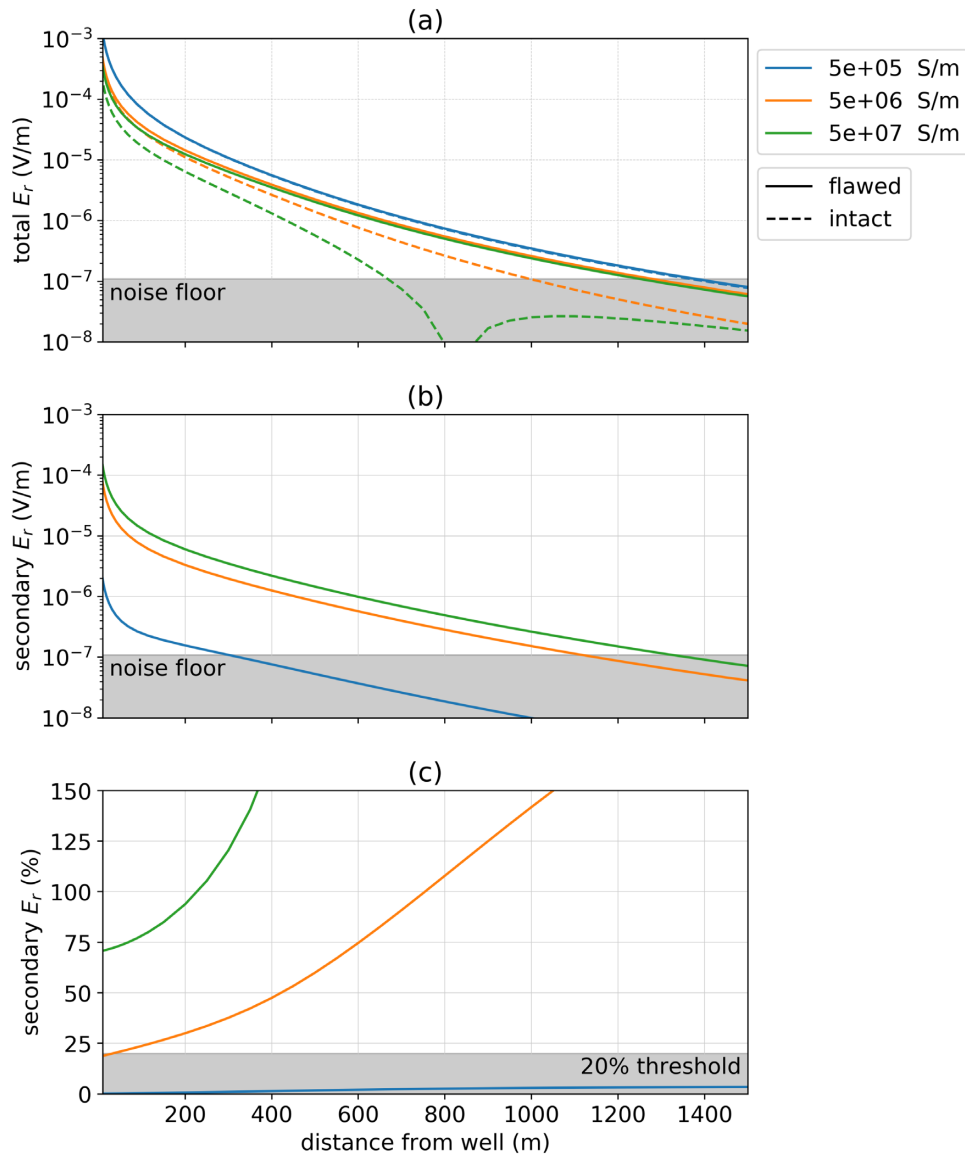 (a)
10⁻³
10⁻⁴
10⁻⁵
10⁻⁶
10⁻⁷
10⁻⁸
total E_r (V/m)
noise floor
5e+05 S/m
5e+06 S/m
5e+07 S/m
flawed
intact
(b)
10⁻³
10⁻⁴
10⁻⁵
10⁻⁶
10⁻⁷
10⁻⁸
secondary E_r (V/m)
noise floor
(c)
150
125
100
75
50
25
0
secondary E_r (%)
20% threshold
200 400 600 800 1000 1200 1400
distance from well (m)